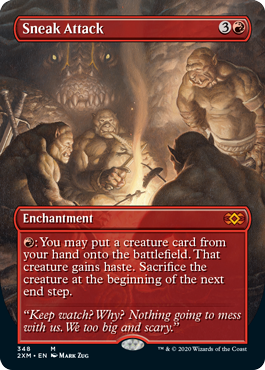 Sneak Attack 3
Enchantment
: You may put a creature card from
your hand onto the battlefield. That
creature gains haste. Sacrifice the
creature at the beginning of the next
end step.
“Keep watch? Why? Nothing going to mess
with us. We too big and scary.”
348 M
2XM • EN Mark Zug
™ & © 2020 Wizards of the Coast